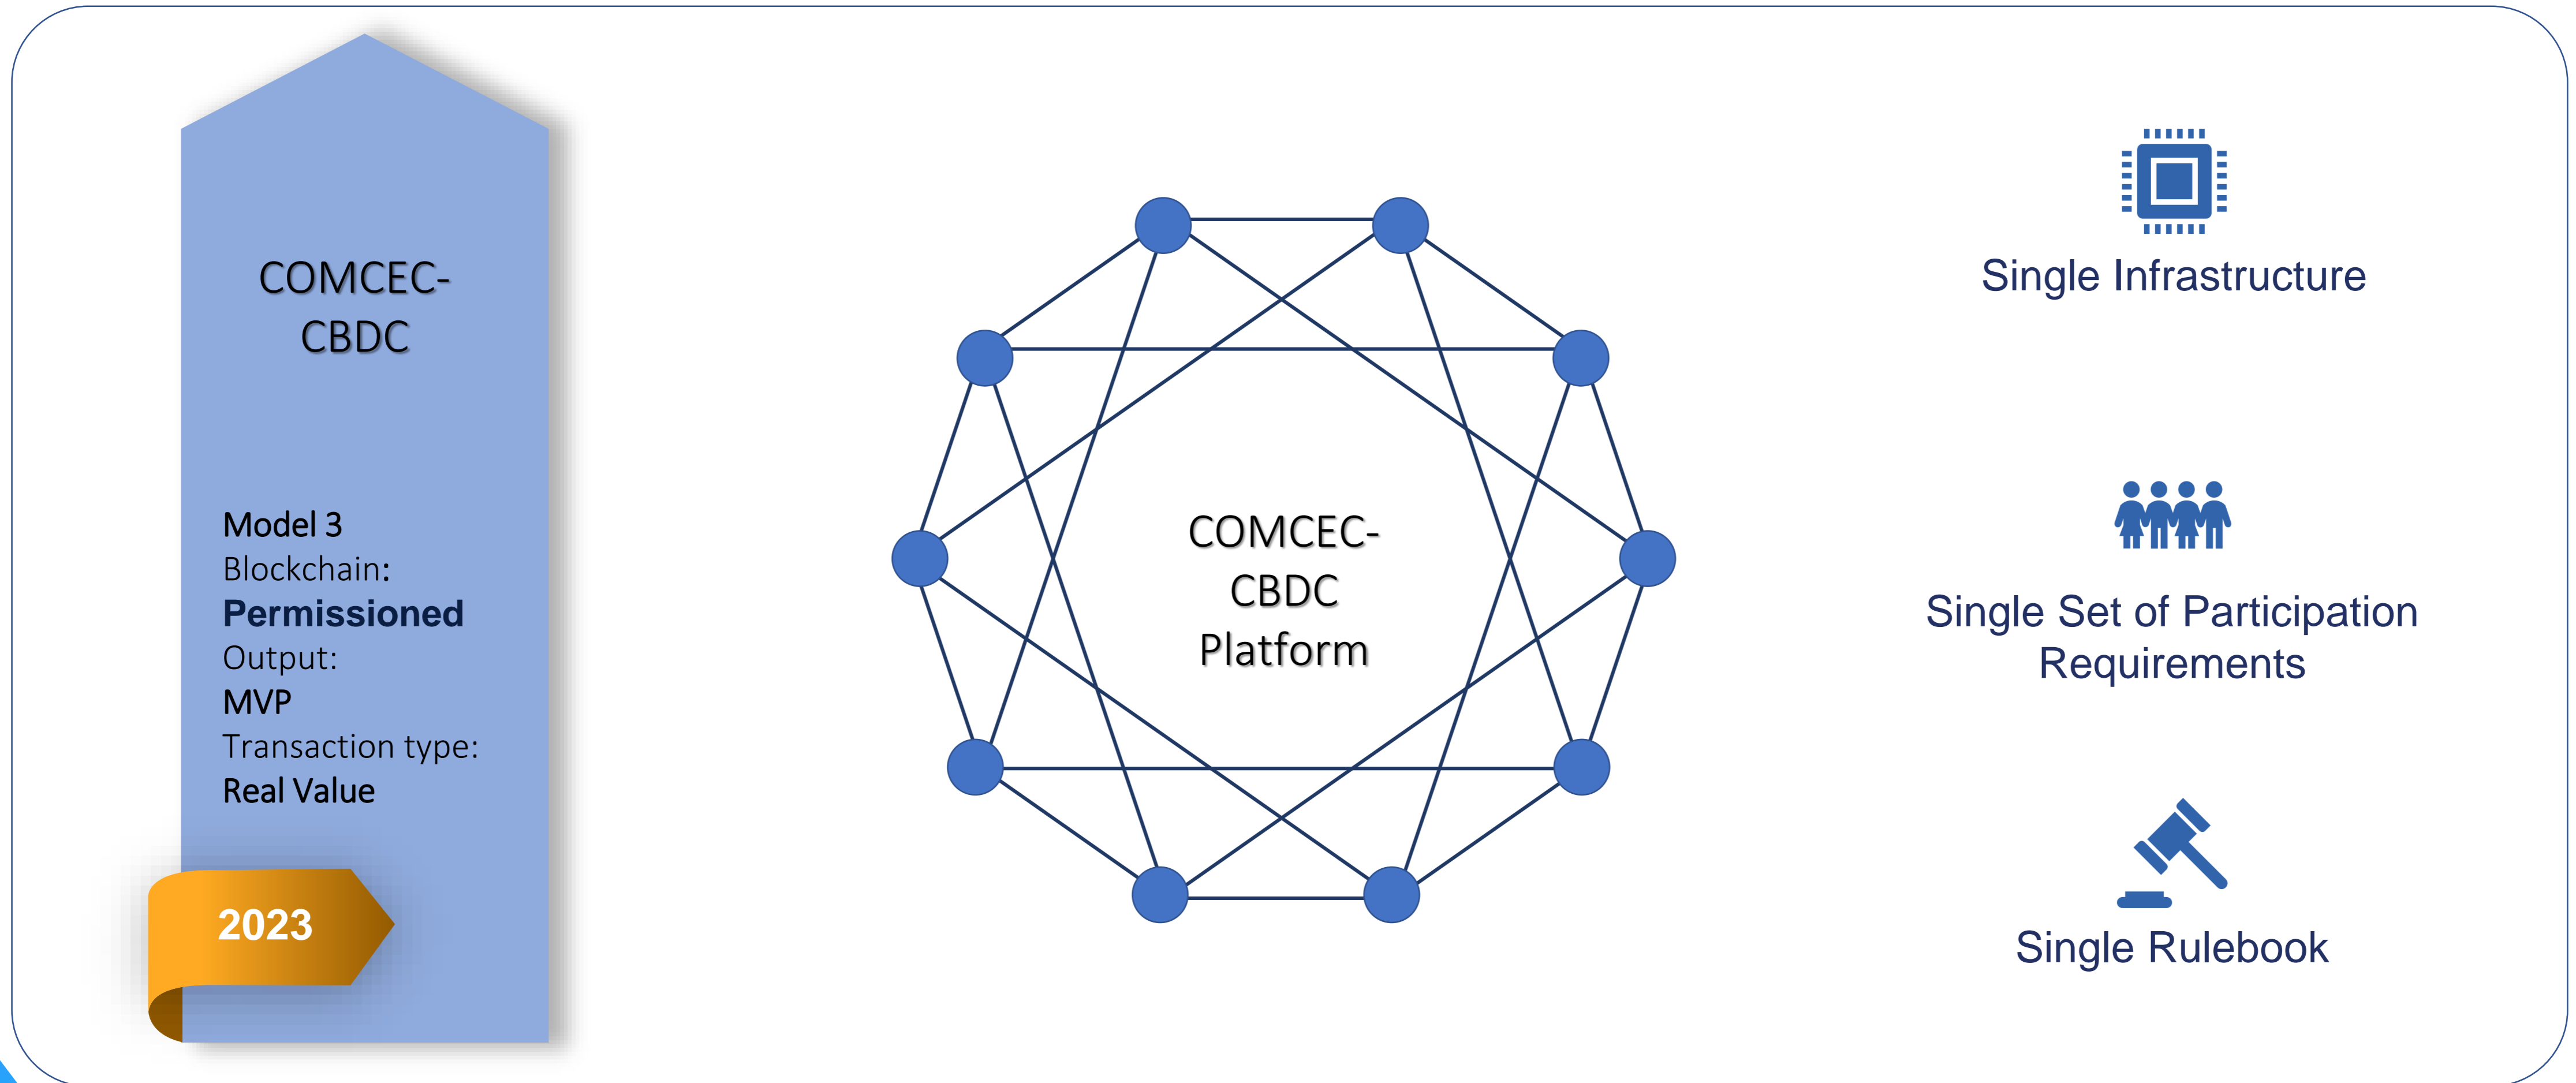 COMCEC-
CBDC
Model 3
Blockchain:
Permissioned
Output:
MVP
Transaction type:
Real Value
2023
COMCEC-
CBDC
Platform
Single Infrastructure
Single Set of Participation
Requirements
Single Rulebook